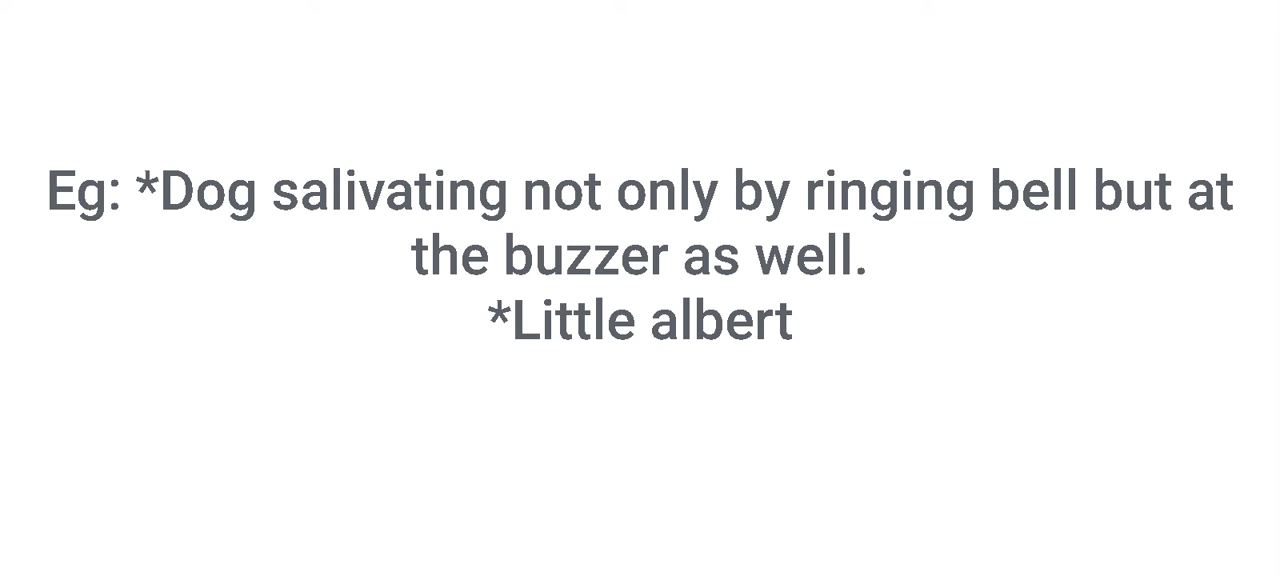 Eg: *Dog salivating not only by ringing bell but at
the buzzer as well.
*Little albert